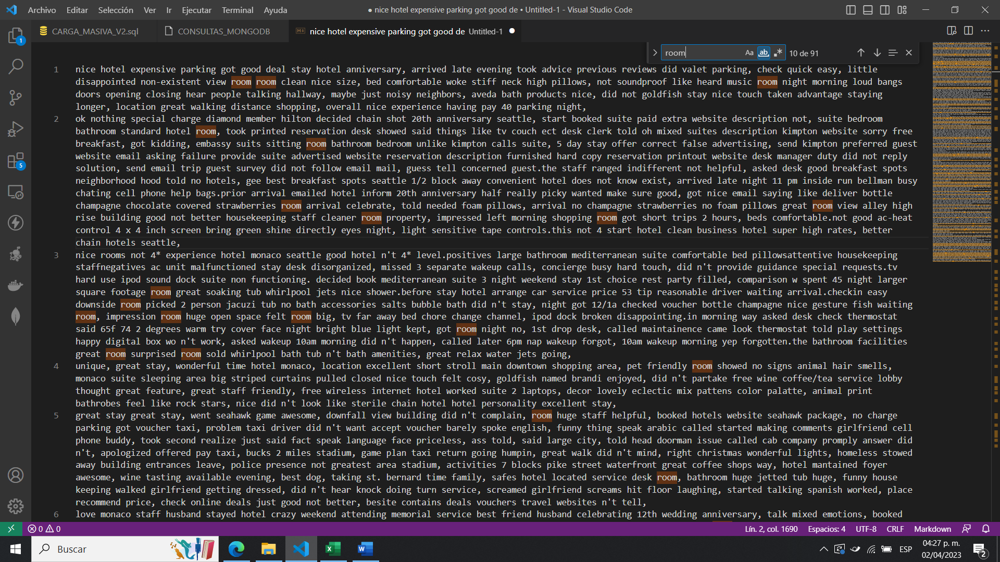 Archivo Editar Selección Ver Ir Ejecutar Terminal Ayuda
● nice hotel expensive parking got good de • Untitled-1 - Visual Studio Code
CARGA_MASIVA_V2.sql
CONSULTAS_MONGODB
nice hotel expensive parking got good de Untitled-1
room
Aa
ab
10 de 91
1
5
1 nice hotel expensive parking got good deal stay hotel anniversary, arrived late evening took advice previous reviews did valet parking, check quick easy, little
disappointed non-existent view room room clean nice size, bed comfortable woke stiff neck high pillows, not soundproof like heard music room night morning loud bangs
doors opening closing hear people talking hallway, maybe just noisy neighbors, aveda bath products nice, did not goldfish stay nice touch taken advantage staying
longer, location great walking distance shopping, overall nice experience having pay 40 parking night,
2 ok nothing special charge diamond member hilton decided chain shot 20th anniversary seattle, start booked suite paid extra website description not, suite bedroom
bathroom standard hotel room, took printed reservation desk showed said things like tv couch ect desk clerk told oh mixed suites description kimpton website sorry free
breakfast, got kidding, embassy suits sitting room bathroom bedroom unlike kimpton calls suite, 5 day stay offer correct false advertising, send kimpton preferred guest
website email asking failure provide suite advertised website reservation description furnished hard copy reservation printout website desk manager duty did not reply
solution, send email trip guest survey did not follow email mail, guess tell concerned guest.the staff ranged indifferent not helpful, asked desk good breakfast spots
neighborhood hood told no hotels, gee best breakfast spots seattle 1/2 block away convenient hotel does not know exist, arrived late night 11 pm inside run bellman busy
chating cell phone help bags.prior arrival emailed hotel inform 20th anniversary half really picky wanted make sure good, got nice email saying like deliver bottle
champagne chocolate covered strawberries room arrival celebrate, told needed foam pillows, arrival no champagne strawberries no foam pillows great room view alley high
rise building good not better housekeeping staff cleaner room property, impressed left morning shopping room got short trips 2 hours, beds comfortable.not good ac-heat
control 4 x 4 inch screen bring green shine directly eyes night, light sensitive tape controls.this not 4 start hotel clean business hotel super high rates, better
chain hotels seattle,
3 nice rooms not 4* experience hotel monaco seattle good hotel n't 4* level.positives large bathroom mediterranean suite comfortable bed pillowsattentive housekeeping
staffnegatives ac unit malfunctioned stay desk disorganized, missed 3 separate wakeup calls, concierge busy hard touch, did n't provide guidance special requests.tv
hard use ipod sound dock suite non functioning. decided book mediterranean suite 3 night weekend stay 1st choice rest party filled, comparison w spent 45 night larger
square footage room great soaking tub whirlpool jets nice shower.before stay hotel arrange car service price 53 tip reasonable driver waiting arrival.checkin easy
downside room picked 2 person jacuzi tub no bath accessories salts bubble bath did n't stay, night got 12/1a checked voucher bottle champagne nice gesture fish waiting
room, impression room huge open space felt room big, tv far away bed chore change channel, ipod dock broken disappointing.in morning way asked desk check thermostat
said 65f 74 2 degrees warm try cover face night bright blue light kept, got room night no, 1st drop desk, called maintainence came look thermostat told play settings
happy digital box wo n't work, asked wakeup 10am morning did n't happen, called later 6pm nap wakeup forgot, 10am wakeup morning yep forgotten.the bathroom facilities
great room surprised room sold whirlpool bath tub n't bath amenities, great relax water jets going,
4 unique, great stay, wonderful time hotel monaco, location excellent short stroll main downtown shopping area, pet friendly room showed no signs animal hair smells,
monaco suite sleeping area big striped curtains pulled closed nice touch felt cosy, goldfish named brandi enjoyed, did n't partake free wine coffee/tea service lobby
thought great feature, great staff friendly, free wireless internet hotel worked suite 2 laptops, decor lovely eclectic mix pattens color palatte, animal print
bathrobes feel like rock stars, nice did n't look like sterile chain hotel hotel personality excellent stay,
5 great stay great stay, went seahawk game awesome, downfall view building did n't complain, room huge staff helpful, booked hotels website seahawk package, no charge
parking got voucher taxi, problem taxi driver did n't want accept voucher barely spoke english, funny thing speak arabic called started making comments girlfriend cell
phone buddy, took second realize just said fact speak language face priceless, ass told, said large city, told head doorman issue called cab company promply answer did
n't, apologized offered pay taxi, bucks 2 miles stadium, game plan taxi return going humpin, great walk did n't mind, right christmas wonderful lights, homeless stowed
away building entrances leave, police presence not greatest area stadium, activities 7 blocks pike street waterfront great coffee shops way, hotel mantained foyer
awesome, wine tasting available evening, best dog, taking st. bernard time family, safes hotel located service desk room, bathroom huge jetted tub huge, funny house
keeping walked girlfriend getting dressed, did n't hear knock doing turn service, screamed girlfriend screams hit floor laughing, started talking spanish worked, place
recommend price, check online deals just good not better, besite contains deals vouchers travel websites n't tell,
6 love monaco staff husband stayed hotel crazy weekend attending memorial service best friend husband celebrating 12th wedding anniversary, talk mixed emotions, booked
0 0
Lín. 2, col. 1690 Espacios: 4 UTF-8 CRLF Markdown
Buscar
ESP
04:27 p. m.
02/04/2023
2